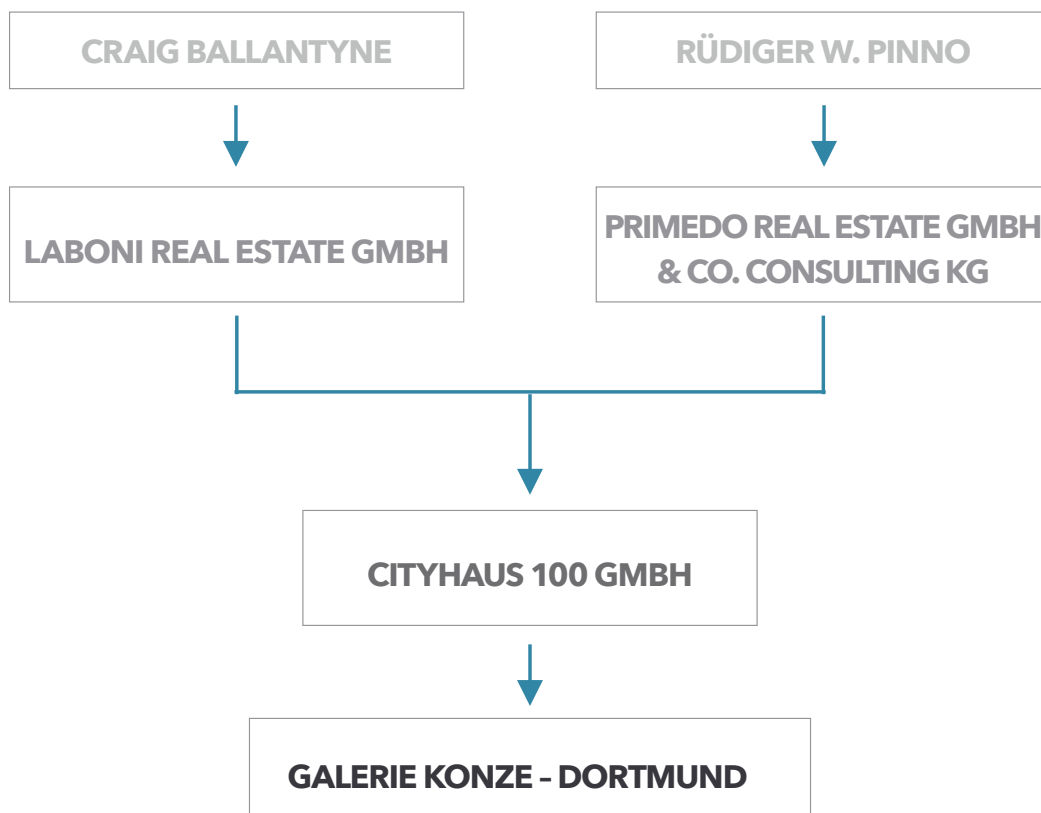 CRAIG BALLANTYNE
RÜDIGER W. PINNO
LABONI REAL ESTATE GMBH
PRIMEDO REAL ESTATE GMBH
& CO. CONSULTING KG
CITYHAUS 100 GMBH
GALERIE KONZE – DORTMUND